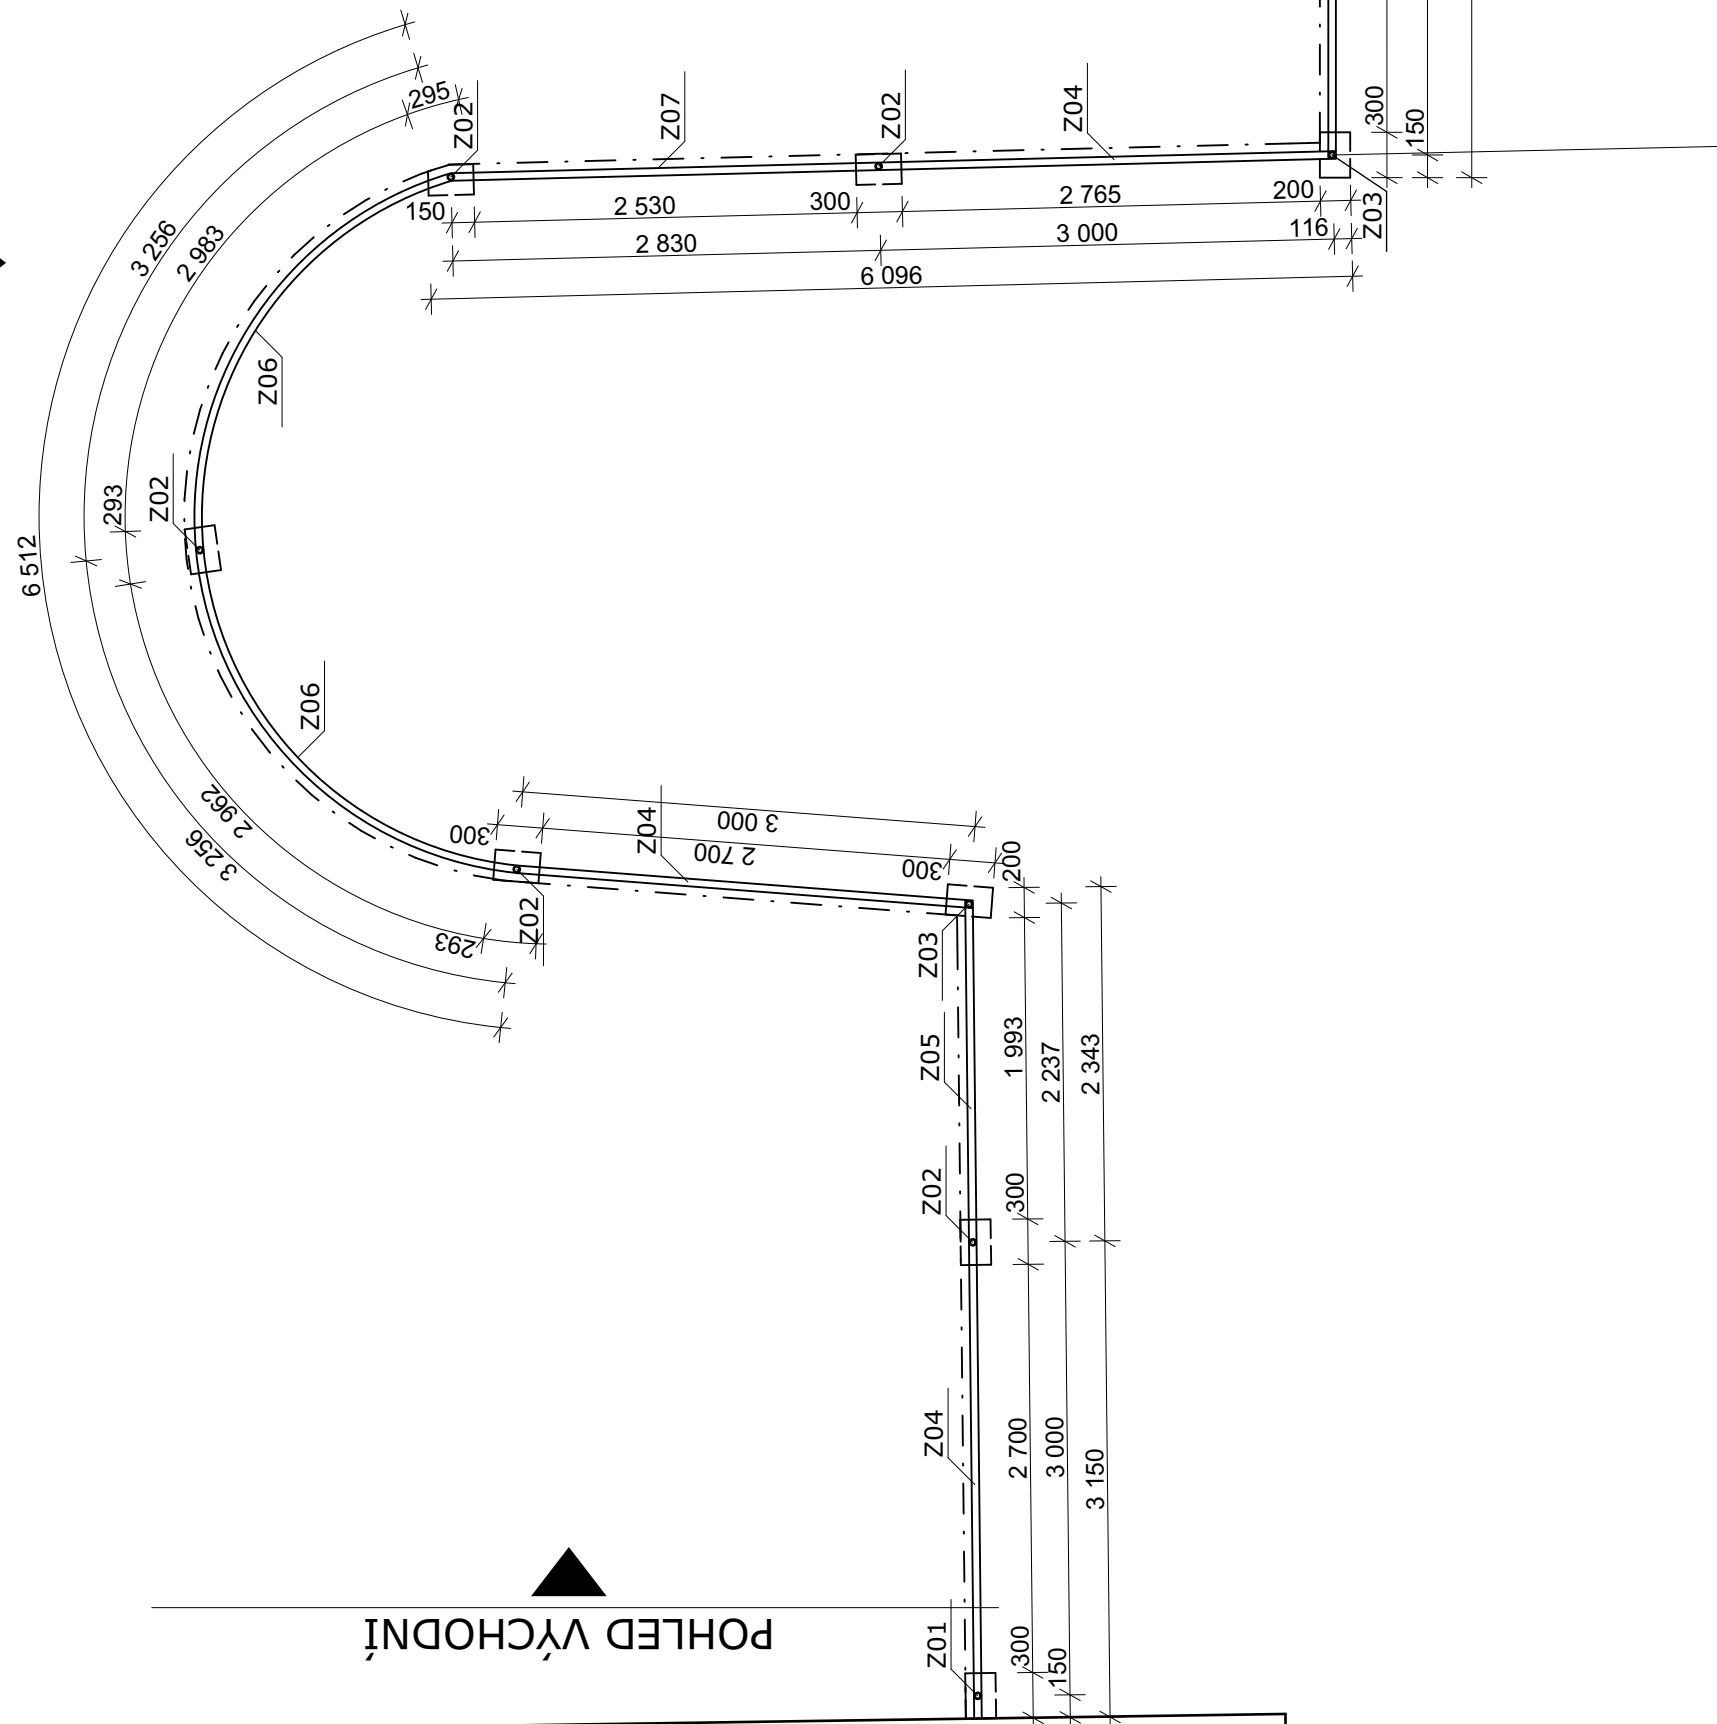 295
Z02
Z07
Z02
Z04
300
150
150
2 530
300
2 765
200
Z03
2 830
3 000
116
6 096
3 256
2 983
Z06
Z02
293
6 512
Z06
2 962
3 256
3 000
300
Z04
2 700
300
200
Z02
293
Z03
Z05
1 993
2 237
2 343
Z02
300
Z04
2 700
3 000
3 150
POHLED VÝCHODNÍ
Z01
300
150